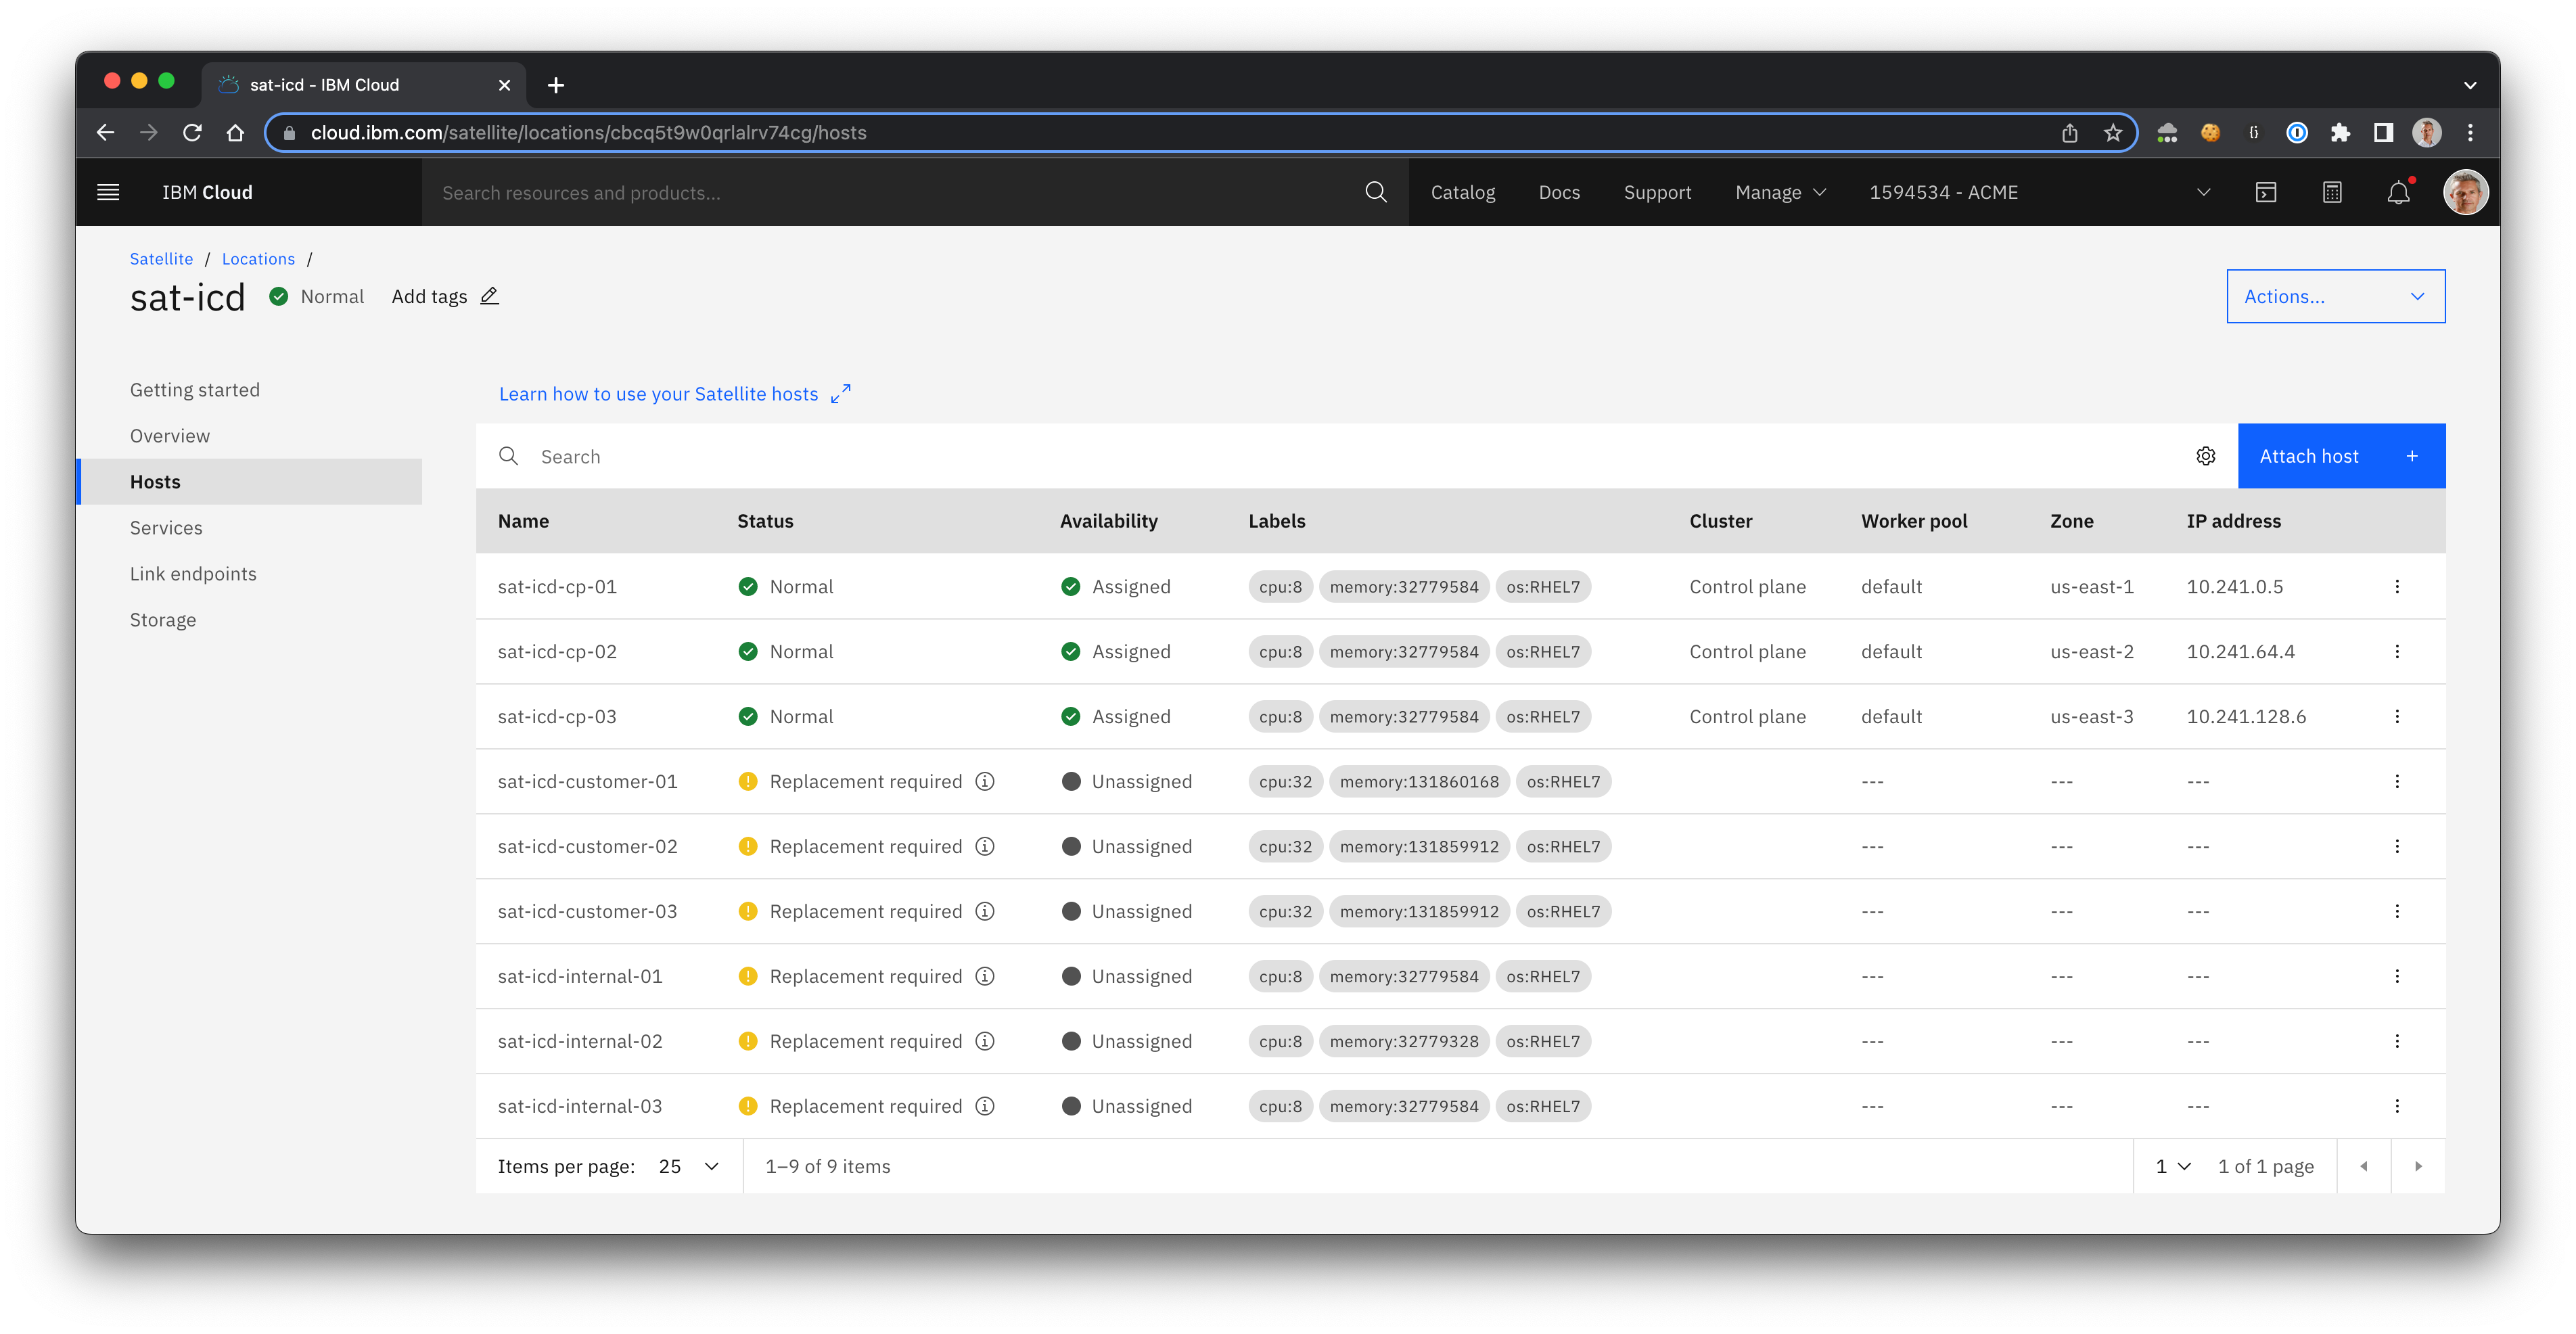 sat-icd - IBM Cloud
cloud.ibm.com/satellite/locations/cbcq5t9w0qrlalrv74cg/hosts
IBM Cloud Search resources and products... Catalog Docs Support Manage 1594534 - ACME
Satellite / Locations /
sat-icd Normal Add tags Actions...
Getting started
Overview
Hosts
Services
Link endpoints
Storage
Learn how to use your Satellite hosts
Search Attach host +
Name Status Availability Labels Cluster Worker pool Zone IP address
sat-icd-cp-01 Normal Assigned cpu:8 memory:32779584 os:RHEL7 Control plane default us-east-1 10.241.0.5
sat-icd-cp-02 Normal Assigned cpu:8 memory:32779584 os:RHEL7 Control plane default us-east-2 10.241.64.4
sat-icd-cp-03 Normal Assigned cpu:8 memory:32779584 os:RHEL7 Control plane default us-east-3 10.241.128.6
sat-icd-customer-01 Replacement required Unassigned cpu:32 memory:131860168 os:RHEL7 --- --- ---
sat-icd-customer-02 Replacement required Unassigned cpu:32 memory:131859912 os:RHEL7 --- --- ---
sat-icd-customer-03 Replacement required Unassigned cpu:32 memory:131859912 os:RHEL7 --- --- ---
sat-icd-internal-01 Replacement required Unassigned cpu:8 memory:32779584 os:RHEL7 --- --- ---
sat-icd-internal-02 Replacement required Unassigned cpu:8 memory:32779328 os:RHEL7 --- --- ---
sat-icd-internal-03 Replacement required Unassigned cpu:8 memory:32779584 os:RHEL7 --- --- ---
Items per page: 25 1–9 of 9 items 1 1 of 1 page